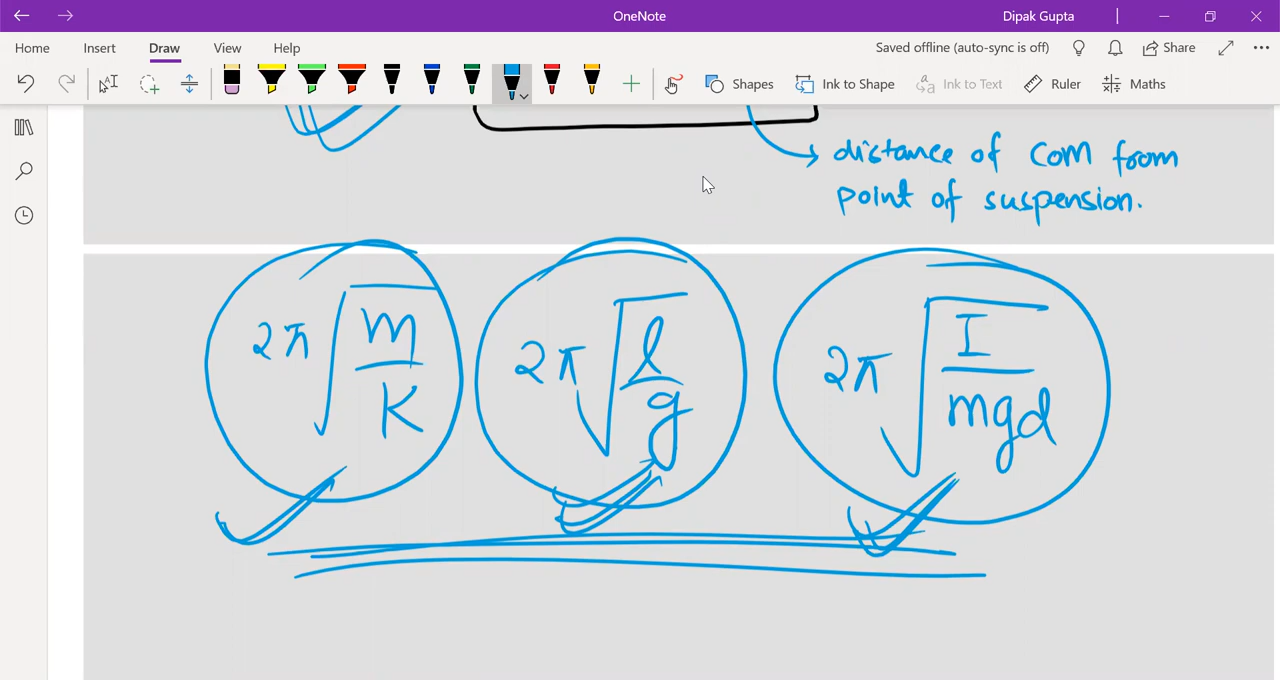 OneNote
Dipak Gupta
Home Insert Draw View Help
Saved offline (auto-sync is off) Share
Shapes Ink to Shape Ink to Text Ruler Maths
distance of COM from
point of suspension.
2π √(m/K) 2π √(l/g) 2π √(I/mgd)